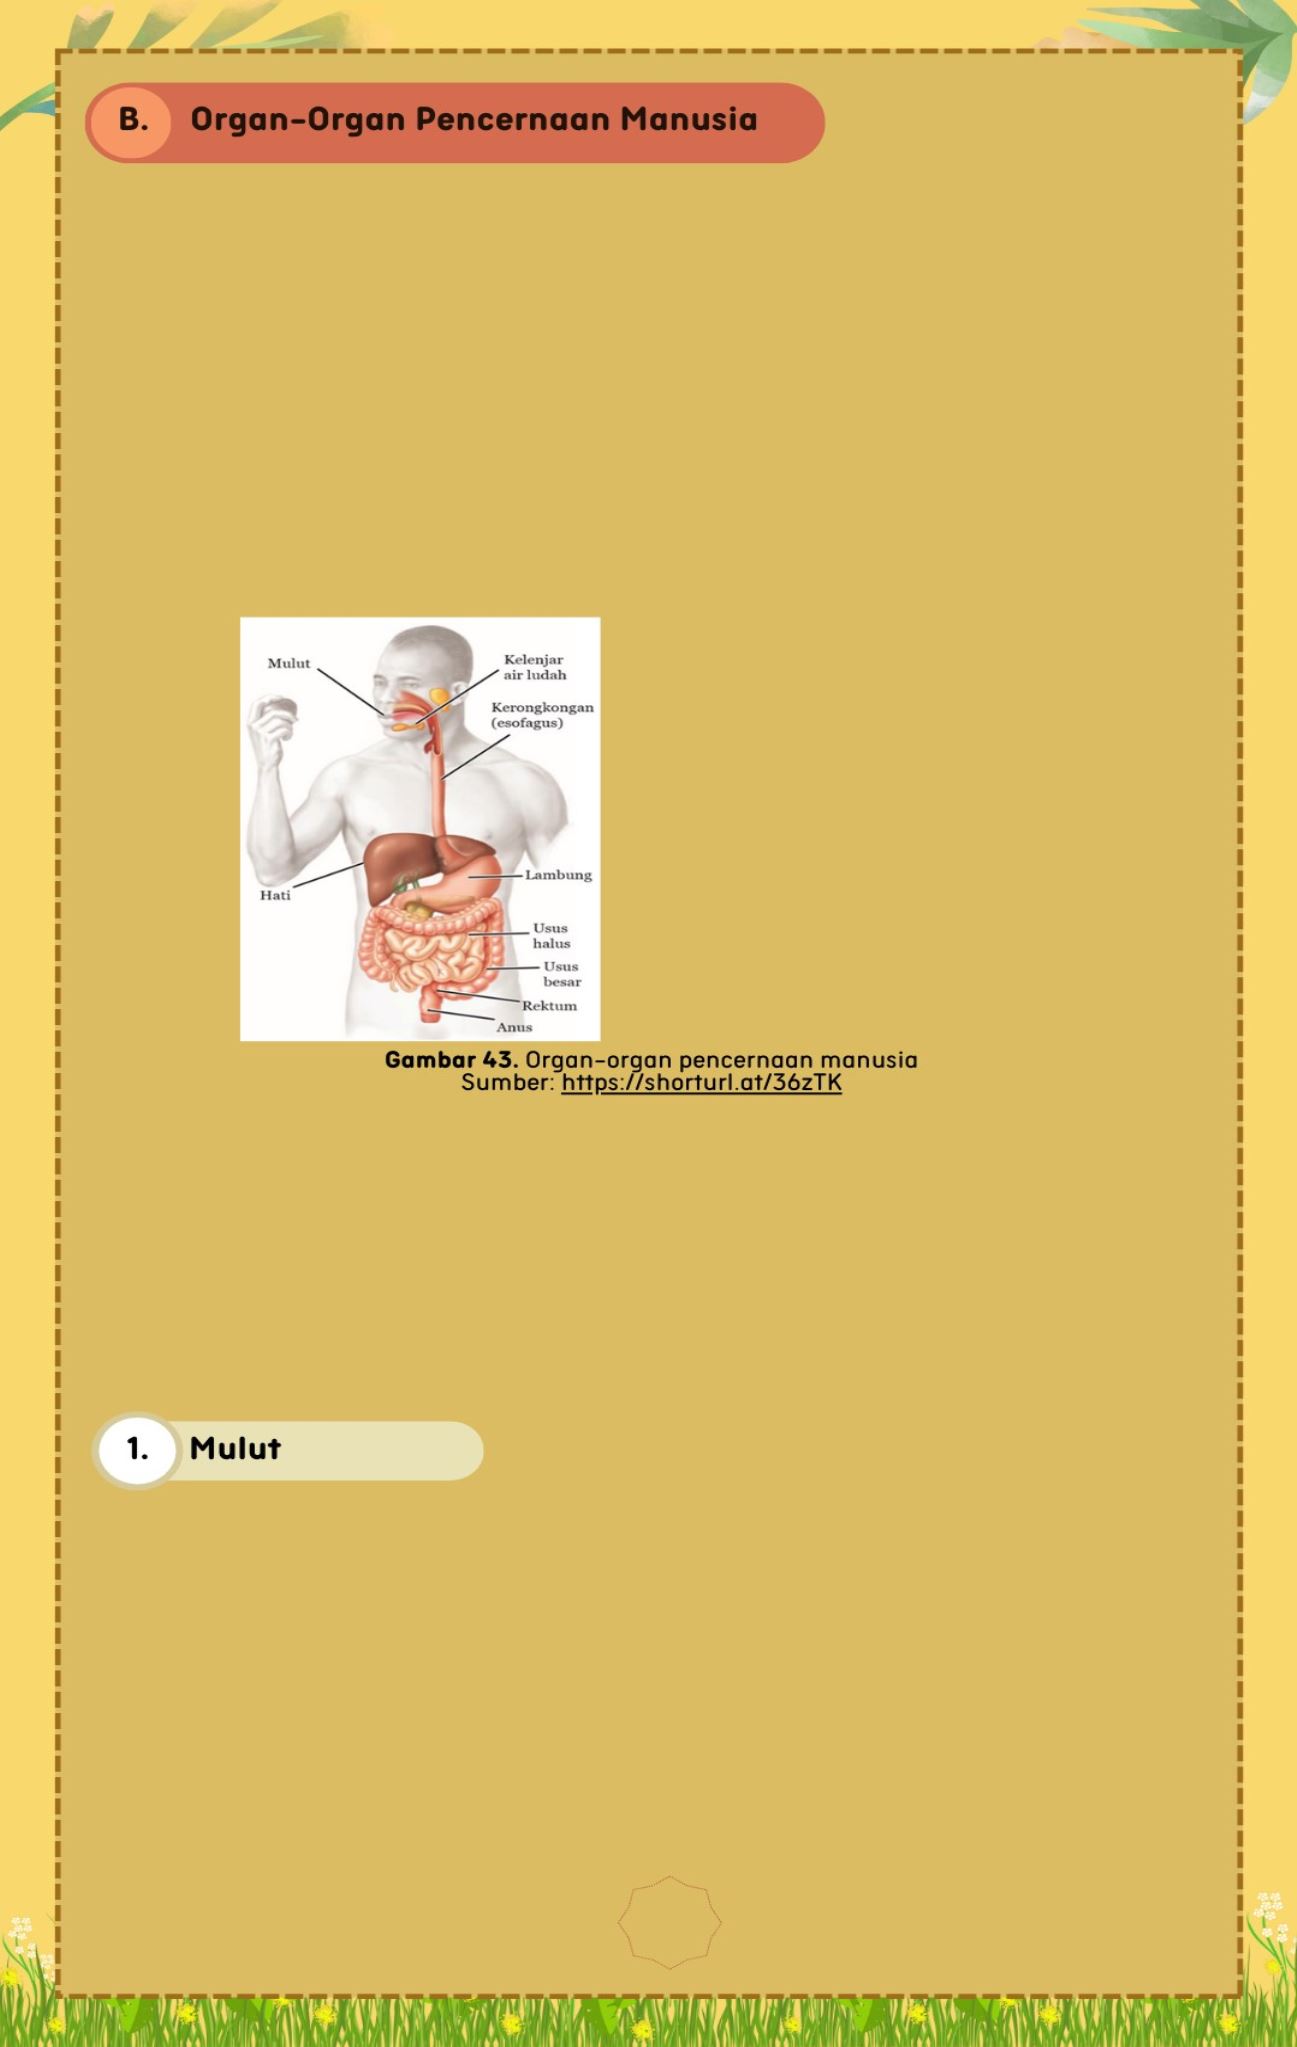 B. Organ-Organ Pencernaan Manusia
Mulut
Kelenjar
air ludah
Kerongkongan
(esofagus)
Hati
Lambung
Usus
halus
Usus
besar
Rektum
Anus
Gambar 43. Organ-organ pencernaan manusia
Sumber: https://shorturl.at/36zTK
1. Mulut